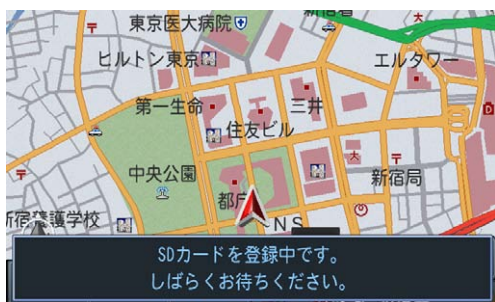 東京医大病院
ヒルトン東京
エルタワー
第一生命
三井
住友ビル
中央公園
新宿局
都庁
NS
SDカードを登録中です。
しばらくお待ちください。